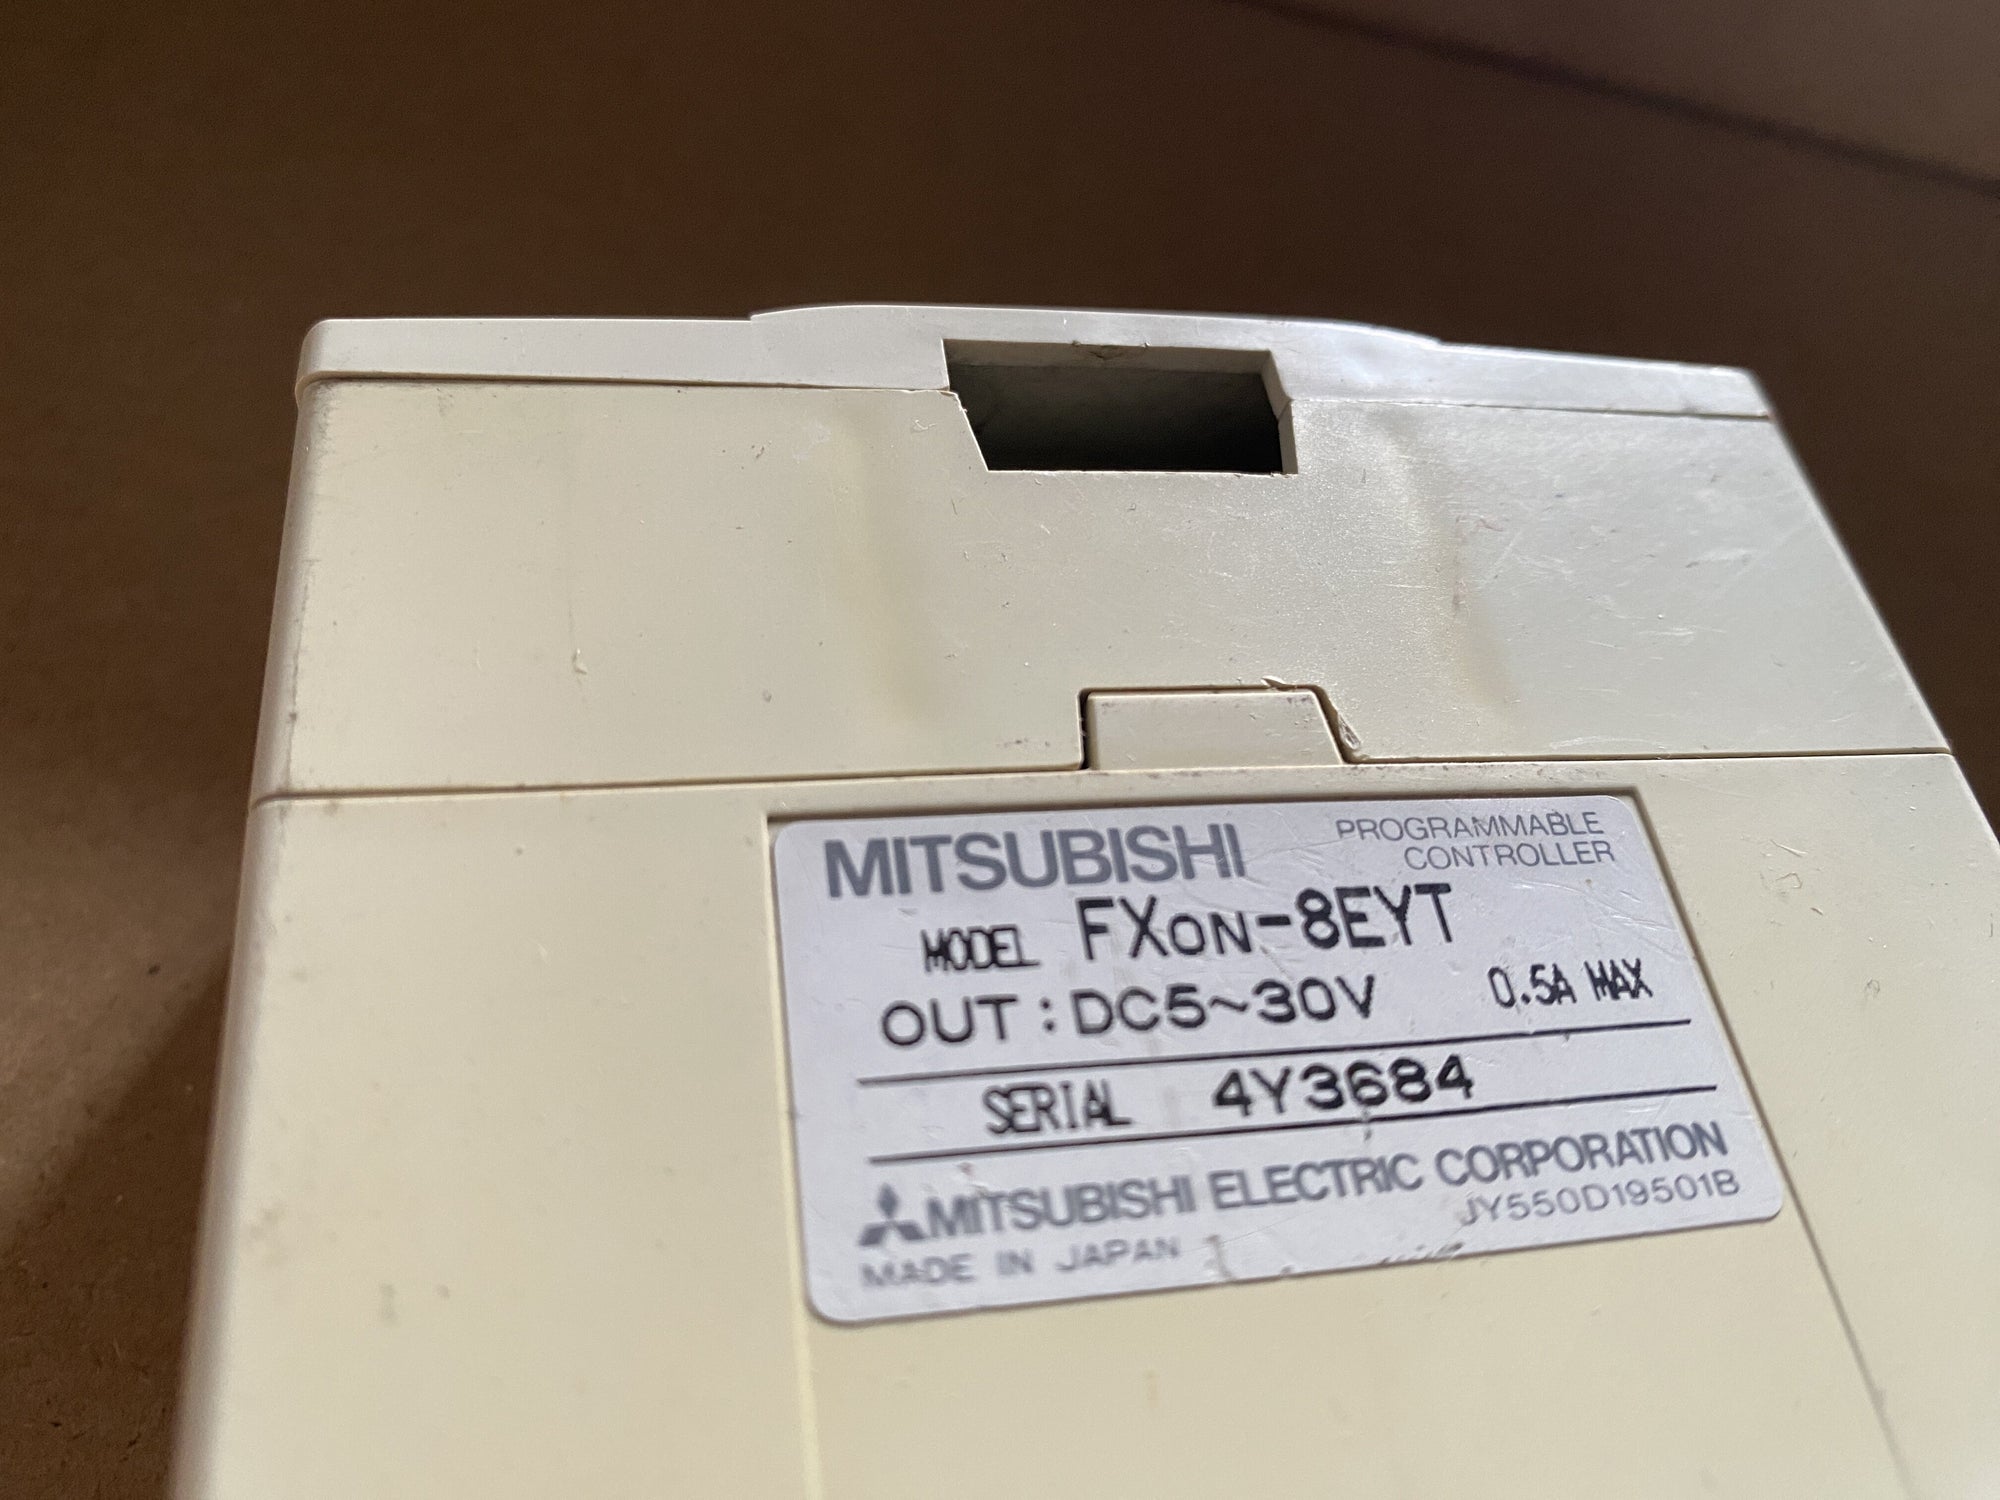 MITSUBISHI
PROGRAMMABLE
CONTROLLER
MODEL FXON-8EYT
OUT : DC5~30V 0.5A MAX
SERIAL 4Y3684
MITSUBISHI ELECTRIC CORPORATION
JY550D19501B
MADE IN JAPAN